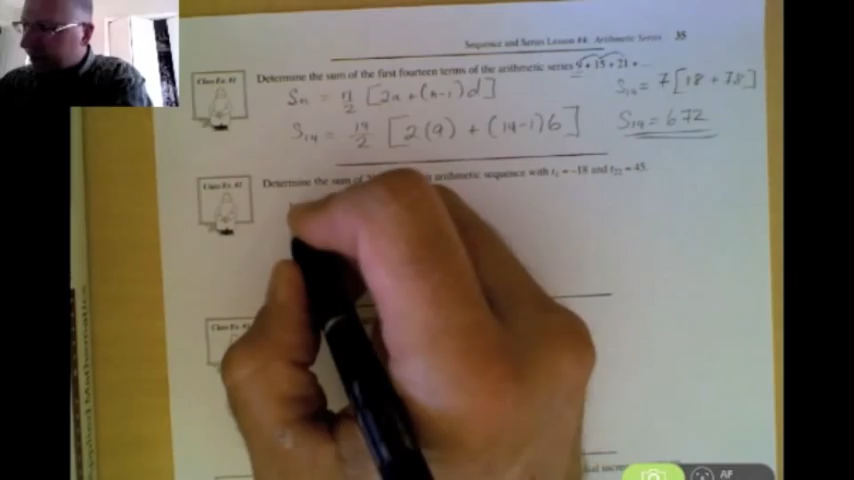 Sequence and Series Lesson #4: Arithmetic Series 35
Class Ex. #1
Determine the sum of the first fourteen terms of the arithmetic series 9 + 15 + 21 + ...
Sn = n/2 [2a + (n-1)d]
S14 = 7[18 + 78]
S14 = 14/2 [2(9) + (14-1)6]
S14 = 672
Class Ex. #2
Determine the sum of arithmetic sequence with t1 = -18 and t22 = 45.
Class Ex.
Applied Mathematics
AF